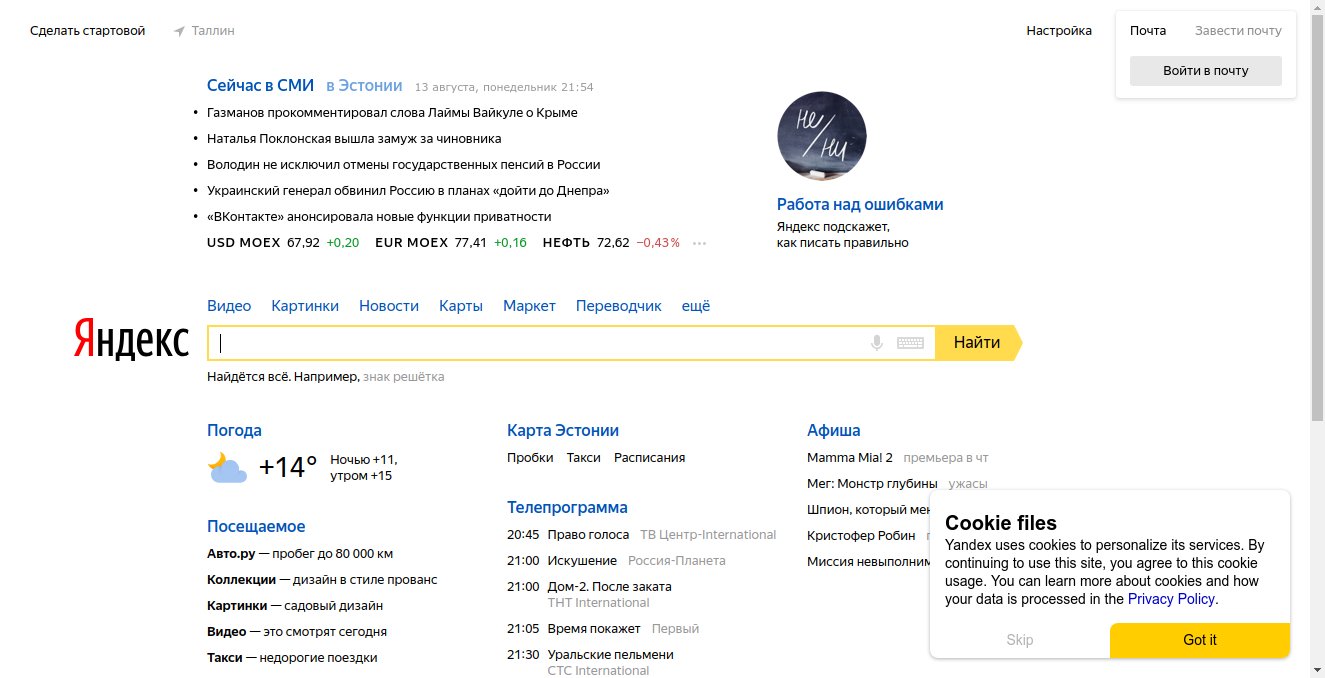 Сделать стартовой
Таллин
Настройка
Почта
Завести почту
Войти в почту
Сейчас в СМИ
в Эстонии
13 августа, понедельник 21:54
Газманов прокомментировал слова Лаймы Вайкуле о Крыме
Наталья Поклонская вышла замуж за чиновника
Володин не исключил отмены государственных пенсий в России
Украинский генерал обвинил Россию в планах «дойти до Днепра»
«ВКонтакте» анонсировала новые функции приватности
USD MOEX 67,92 +0,20 EUR MOEX 77,41 +0,16 НЕФТЬ 72,62 −0,43%
не/ни
Работа над ошибками
Яндекс подскажет,
как писать правильно
Видео Картинки Новости Карты Маркет Переводчик ещё
Яндекс
Найти
Найдётся всё. Например, знак решётка
Погода
+14°
Ночью +11,
утром +15
Посещаемое
Авто.ру — пробег до 80 000 км
Коллекции — дизайн в стиле прованс
Картинки — садовый дизайн
Видео — это смотрят сегодня
Такси — недорогие поездки
Карта Эстонии
Пробки Такси Расписания
Телепрограмма
20:45 Право голоса ТВ Центр-International
21:00 Искушение Россия-Планета
21:00 Дом-2. После заката
ТНТ International
21:05 Время покажет Первый
21:30 Уральские пельмени
СТС International
Афиша
Mamma Mia! 2 премьера в чт
Мег: Монстр глубины ужасы
Шпион, который
Кристофер Робин
Миссия
Cookie files
Yandex uses cookies to personalize its services. By
continuing to use this site, you agree to this cookie
usage. You can learn more about cookies and how
your data is processed in the Privacy Policy.
Skip
Got it